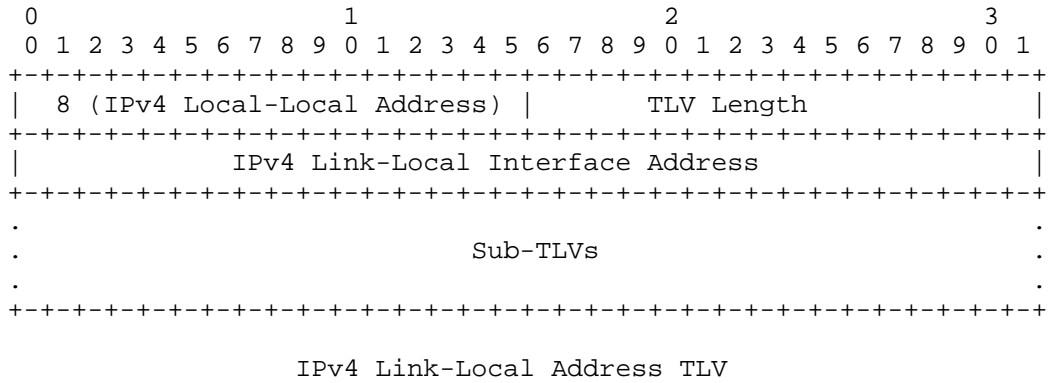 0                   1                   2                   3
 0 1 2 3 4 5 6 7 8 9 0 1 2 3 4 5 6 7 8 9 0 1 2 3 4 5 6 7 8 9 0 1
+-+-+-+-+-+-+-+-+-+-+-+-+-+-+-+-+-+-+-+-+-+-+-+-+-+-+-+-+-+-+-+-+
|  8 (IPv4 Local-Local Address) |       TLV Length              |
+-+-+-+-+-+-+-+-+-+-+-+-+-+-+-+-+-+-+-+-+-+-+-+-+-+-+-+-+-+-+-+-+
|             IPv4 Link-Local Interface Address                 |
+-+-+-+-+-+-+-+-+-+-+-+-+-+-+-+-+-+-+-+-+-+-+-+-+-+-+-+-+-+-+-+-+
.                                                               .
.                            Sub-TLVs                           .
.                                                               .
+-+-+-+-+-+-+-+-+-+-+-+-+-+-+-+-+-+-+-+-+-+-+-+-+-+-+-+-+-+-+-+-+
IPv4 Link-Local Address TLV